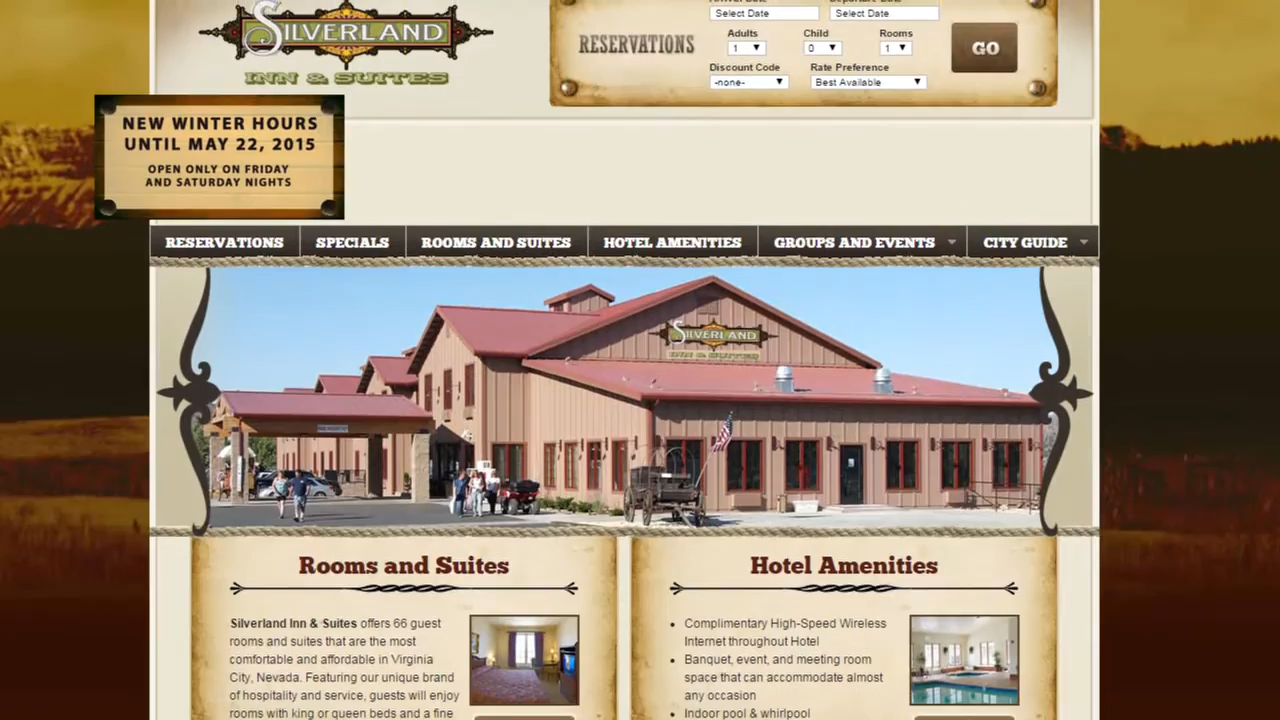 SILVERLAND
INN & SUITES
Select Date
Select Date
RESERVATIONS
Adults
Child
Rooms
1
0
1
GO
Discount Code
Rate Preference
-none-
Best Available
NEW WINTER HOURS
UNTIL MAY 22, 2015
OPEN ONLY ON FRIDAY
AND SATURDAY NIGHTS
RESERVATIONS
SPECIALS
ROOMS AND SUITES
HOTEL AMENITIES
GROUPS AND EVENTS
CITY GUIDE
SILVERLAND
INN & SUITES
Rooms and Suites
Silverland Inn & Suites offers 66 guest
rooms and suites that are the most
comfortable and affordable in Virginia
City, Nevada. Featuring our unique brand
of hospitality and service, guests will enjoy
rooms with king or queen beds and a fine
Hotel Amenities
Complimentary High-Speed Wireless
Internet throughout Hotel
Banquet, event, and meeting room
space that can accommodate almost
any occasion
Indoor pool & whirlpool